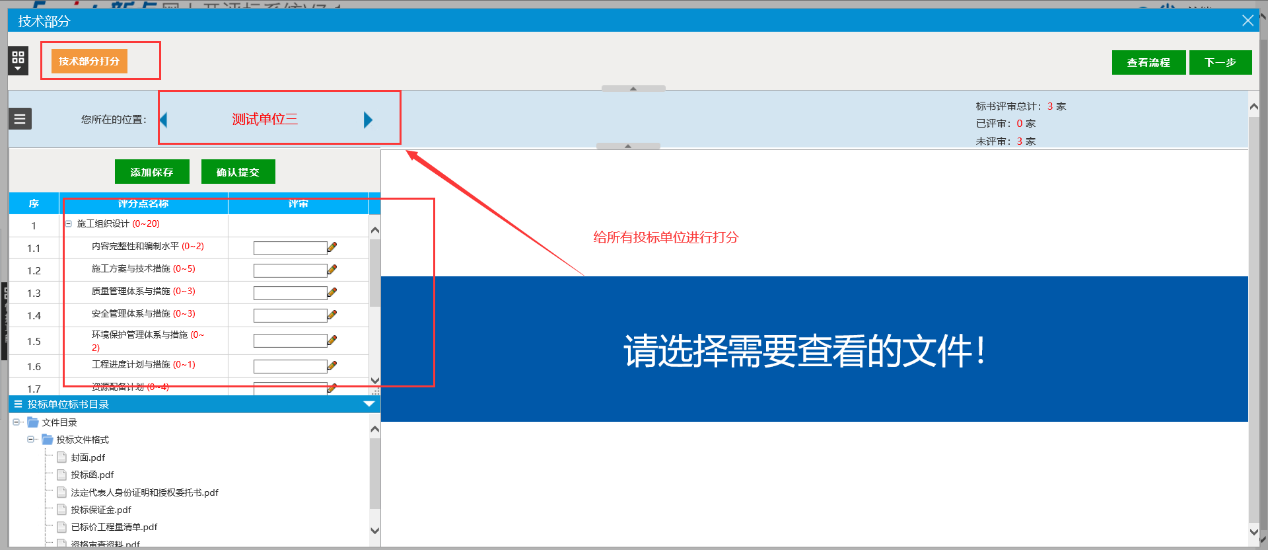 技术部分
技术部分打分
查看流程
下一步
您所在的位置：
测试单位三
标书评审总计：3 家
已评审：0 家
未评审：3 家
添加保存
确认提交
序 评分点名称 评审
1 施工组织设计 (0~20)
1.1 内容完整性和编制水平 (0~2)
1.2 施工方案与技术措施 (0~5)
1.3 质量管理体系与措施 (0~3)
1.4 安全管理体系与措施 (0~3)
1.5 环境保护管理体系与措施 (0~
2)
1.6 工程进度计划与措施 (0~1)
1.7 资源配备计划 (0~4)
给所有投标单位进行打分
请选择需要查看的文件！
投标单位标书目录
文件目录
投标文件格式
封面.pdf
投标函.pdf
法定代表人身份证明和授权委托书.pdf
投标保证金.pdf
已标价工程量清单.pdf
资格审查资料.pdf